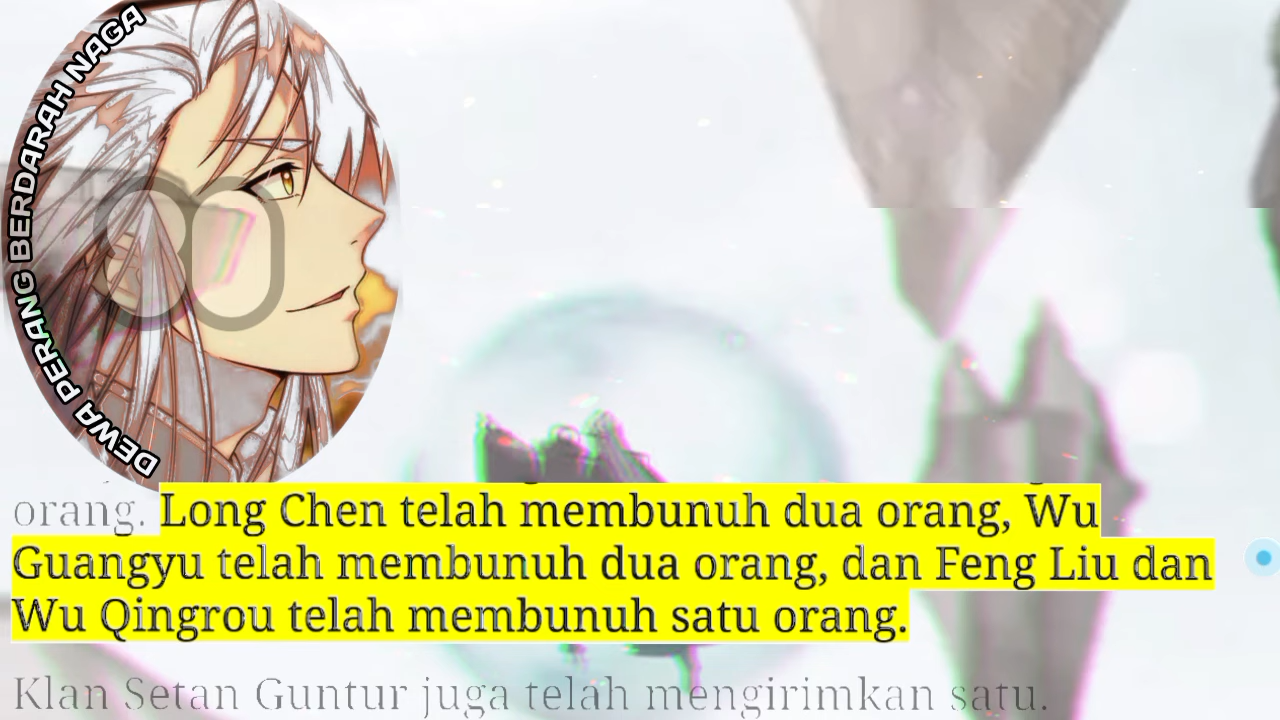 DEWA PERANG BERDARAH NAGA
orang. Long Chen telah membunuh dua orang, Wu
Guangyu telah membunuh dua orang, dan Feng Liu dan
Wu Qingrou telah membunuh satu orang.
Klan Setan Guntur juga telah mengirimkan satu.